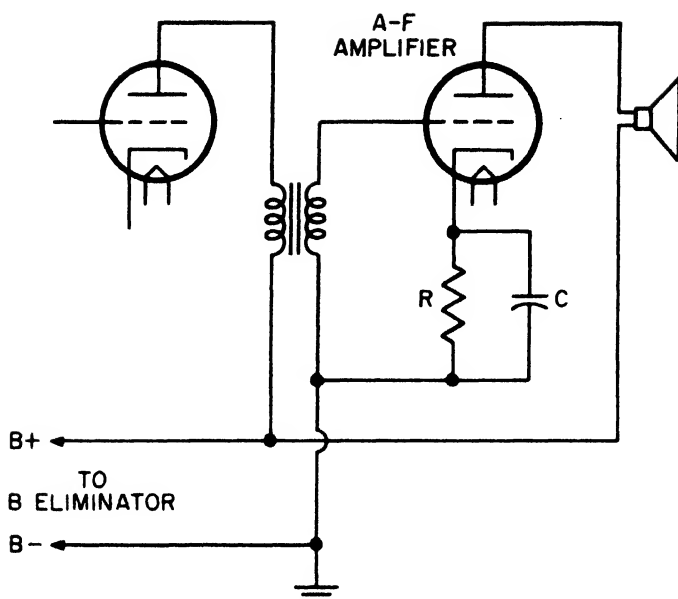 A-F
AMPLIFIER
R
C
B+
TO
B ELIMINATOR
B-